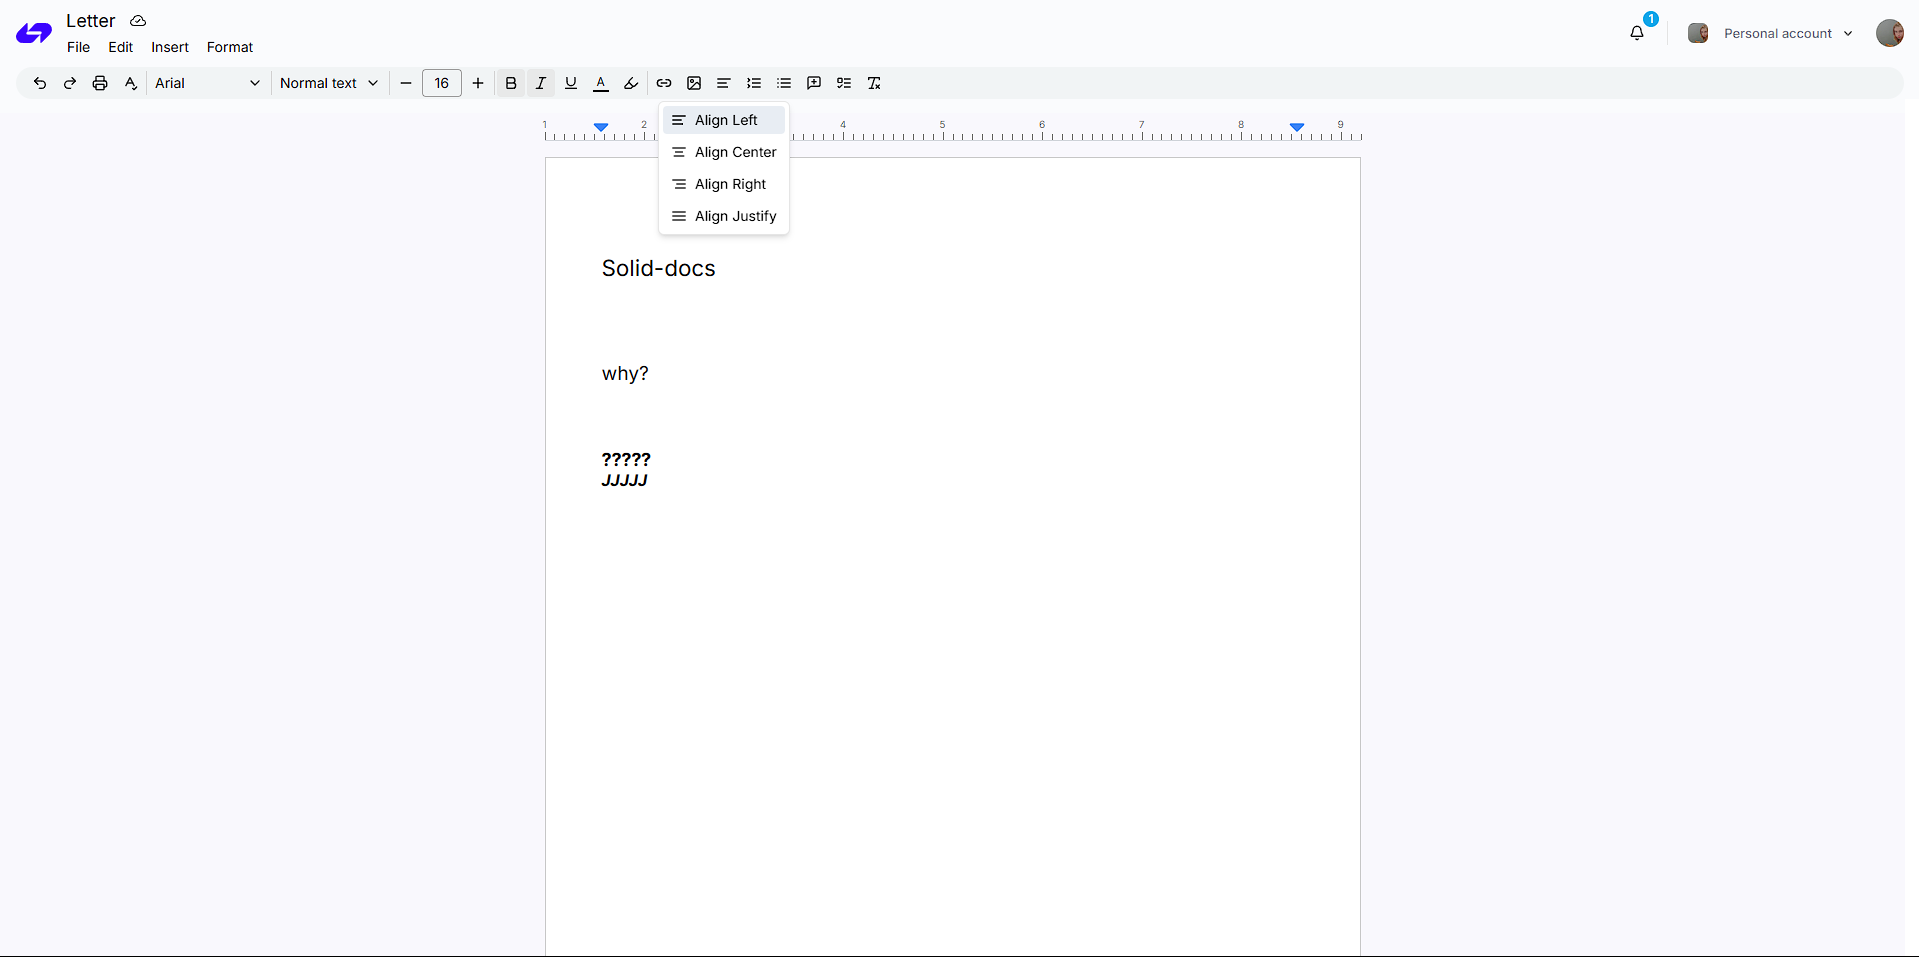 Letter
1
Personal account
File Edit Insert Format
Arial Normal text 16 B I U A
Align Left
Align Center
Align Right
Align Justify
1 2 4 5 6 7 8 9
Solid-docs
why?
?????
JJJJJ